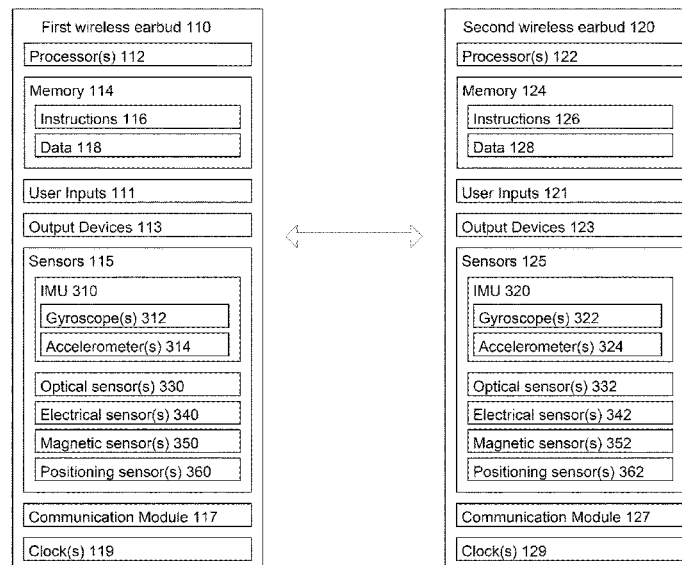 First wireless earbud 110
Processor(s) 112
Memory 114
Instructions 116
Data 118
User Inputs 111
Output Devices 113
Sensors 115
IMU 310
Gyroscope(s) 312
Accelerometer(s) 314
Optical sensor(s) 330
Electrical sensor(s) 340
Magnetic sensor(s) 350
Positioning sensor(s) 360
Communication Module 117
Clock(s) 119
Second wireless earbud 120
Processor(s) 122
Memory 124
Instructions 126
Data 128
User Inputs 121
Output Devices 123
Sensors 125
IMU 320
Gyroscope(s) 322
Accelerometer(s) 324
Optical sensor(s) 332
Electrical sensor(s) 342
Magnetic sensor(s) 352
Positioning sensor(s) 362
Communication Module 127
Clock(s) 129